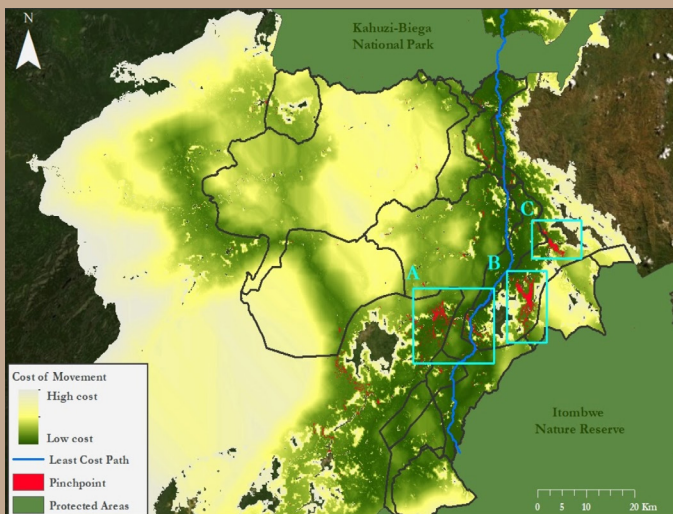 N
Kahuzi-Biega
National Park
C
B
A
Itombwe
Nature Reserve
Cost of Movement
High cost
Low cost
Least Cost Path
Pinchpoint
Protected Areas
0 5 10 20 Km